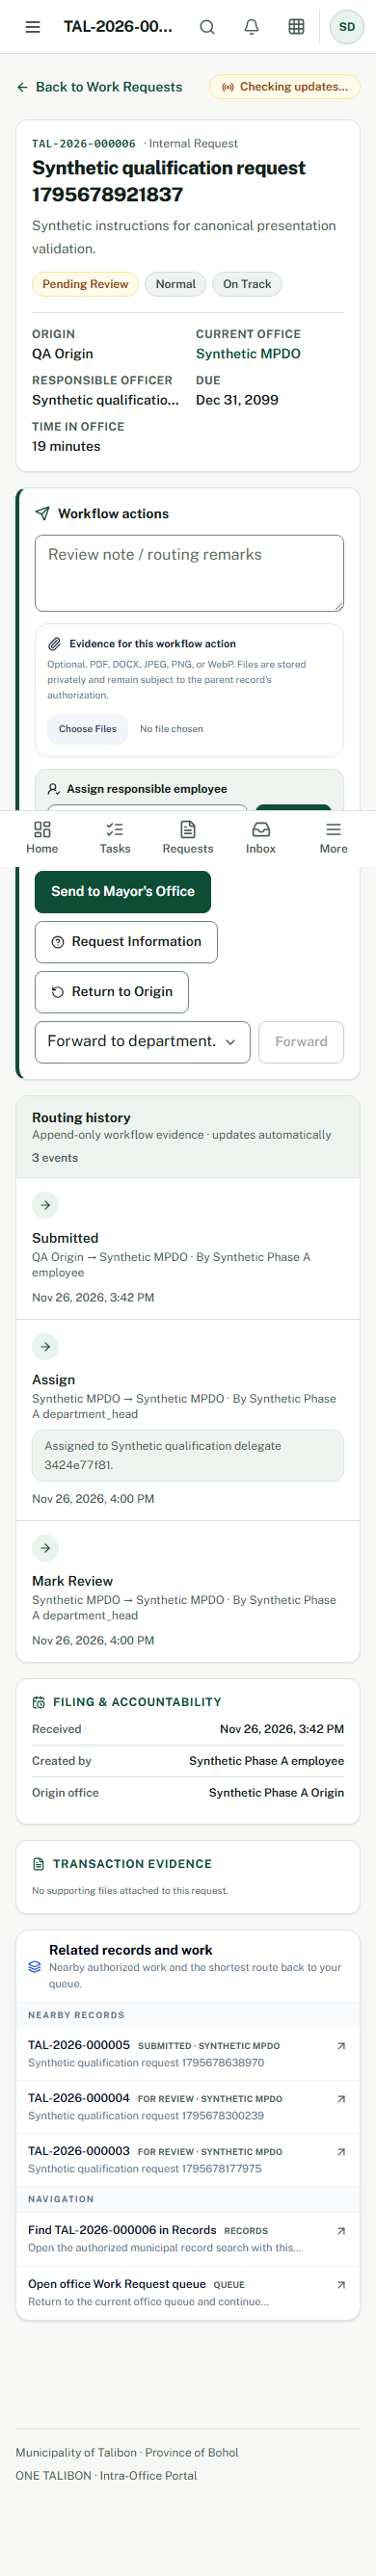 TAL-2026-00...
SD
Back to Work Requests
Checking updates...
TAL-2026-000006 · Internal Request
Synthetic qualification request
1795678921837
Synthetic instructions for canonical presentation
validation.
Pending Review
Normal
On Track
ORIGIN
CURRENT OFFICE
QA Origin
Synthetic MPDO
RESPONSIBLE OFFICER
DUE
Synthetic qualificatio...
Dec 31, 2099
TIME IN OFFICE
19 minutes
Workflow actions
Review note / routing remarks
Evidence for this workflow action
Optional. PDF, DOCX, JPEG, PNG, or WebP. Files are stored
privately and remain subject to the parent record's
authorization.
Choose Files
No file chosen
Assign responsible employee
Home
Tasks
Requests
Inbox
More
Send to Mayor's Office
Request Information
Return to Origin
Forward to department.
Forward
Routing history
Append-only workflow evidence · updates automatically
3 events
Submitted
QA Origin → Synthetic MPDO · By Synthetic Phase A
employee
Nov 26, 2026, 3:42 PM
Assign
Synthetic MPDO → Synthetic MPDO · By Synthetic Phase
A department_head
Assigned to Synthetic qualification delegate
3424e77f81.
Nov 26, 2026, 4:00 PM
Mark Review
Synthetic MPDO → Synthetic MPDO · By Synthetic Phase
A department_head
Nov 26, 2026, 4:00 PM
FILING & ACCOUNTABILITY
Received
Nov 26, 2026, 3:42 PM
Created by
Synthetic Phase A employee
Origin office
Synthetic Phase A Origin
TRANSACTION EVIDENCE
No supporting files attached to this request.
Related records and work
Nearby authorized work and the shortest route back to your
queue.
NEARBY RECORDS
TAL-2026-000005 SUBMITTED · SYNTHETIC MPDO
Synthetic qualification request 1795678638970
TAL-2026-000004 FOR REVIEW · SYNTHETIC MPDO
Synthetic qualification request 1795678300239
TAL-2026-000003 FOR REVIEW · SYNTHETIC MPDO
Synthetic qualification request 1795678177975
NAVIGATION
Find TAL-2026-000006 in Records RECORDS
Open the authorized municipal record search with this...
Open office Work Request queue QUEUE
Return to the current office queue and continue...
Municipality of Talibon · Province of Bohol
ONE TALIBON · Intra-Office Portal